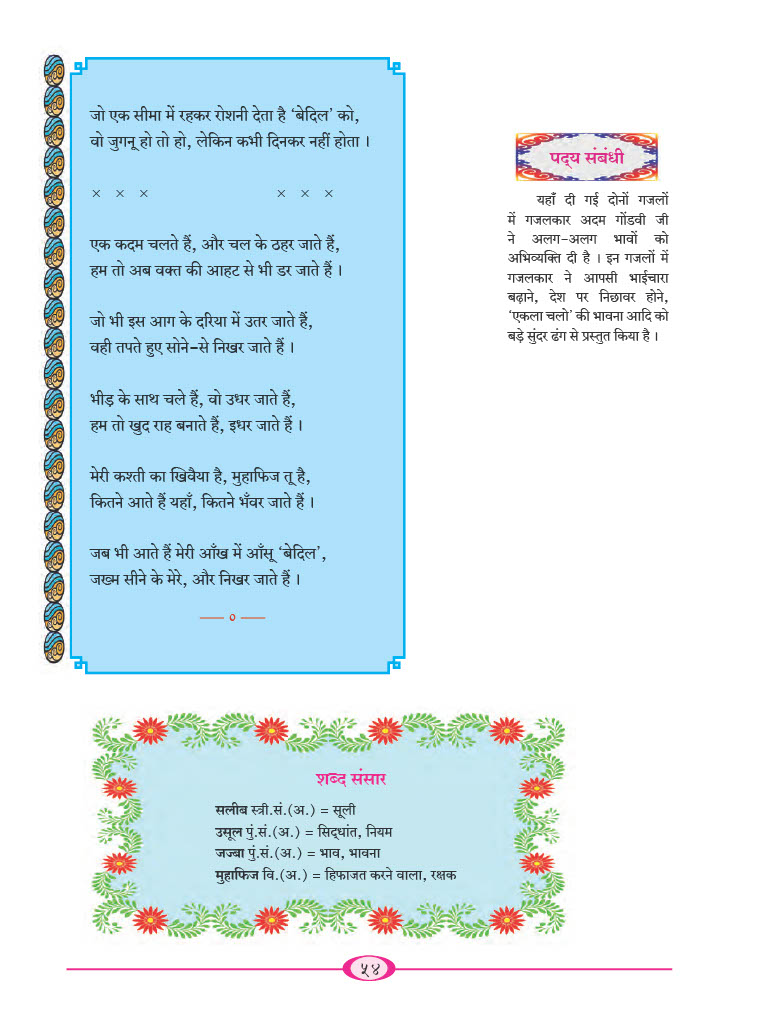 जो एक सीमा में रहकर रोशनी देता है ‘बेदिल’ को,
वो जुगनू हो तो हो, लेकिन कभी दिनकर नहीं होता ।
× × × × × ×
एक कदम चलते हैं, और चल के ठहर जाते हैं,
हम तो अब वक्त की आहट से भी डर जाते हैं ।
जो भी इस आग के दरिया में उतर जाते हैं,
वही तपते हुए सोने-से निखर जाते हैं ।
भीड़ के साथ चले हैं, वो उधर जाते हैं,
हम तो खुद राह बनाते हैं, इधर जाते हैं ।
मेरी कश्ती का खिवैया है, मुहाफिज तू है,
कितने आते हैं यहाँ, कितने भँवर जाते हैं ।
जब भी आते हैं मेरी आँख में आँसू ‘बेदिल’,
जख्म सीने के मेरे, और निखर जाते हैं ।
—— ० ——
पद्‌य संबंधी
यहाँ दी गई दोनों गजलों
में गजलकार अदम गोंडवी जी
ने अलग-अलग भावों को
अभिव्यक्ति दी है । इन गजलों में
गजलकार ने आपसी भाईचारा
बढ़ाने, देश पर निछावर होने,
‘एकला चलो’ की भावना आदि को
बड़े सुंदर ढंग से प्रस्तुत किया है ।
शब्द संसार
सलीब स्त्री.सं.(अ.) = सूली
उसूल पुं.सं.(अ.) = सिद्‌धांत, नियम
जज्बा पुं.सं.(अ.) = भाव, भावना
मुहाफिज वि.(अ.) = हिफाजत करने वाला, रक्षक
५४